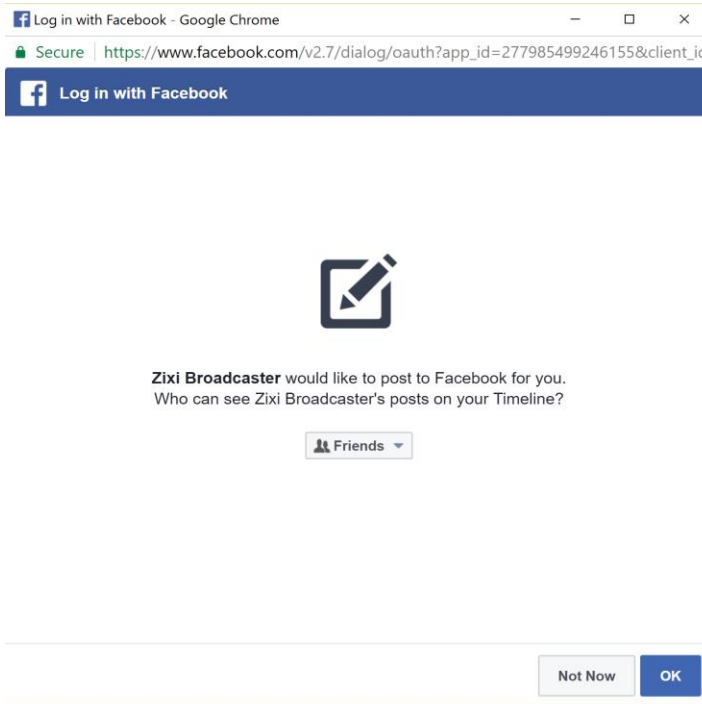 Log in with Facebook - Google Chrome
Secure https://www.facebook.com/v2.7/dialog/oauth?app_id=277985499246155&client_id
Log in with Facebook
Zixi Broadcaster would like to post to Facebook for you.
Who can see Zixi Broadcaster's posts on your Timeline?
Friends
Not Now OK